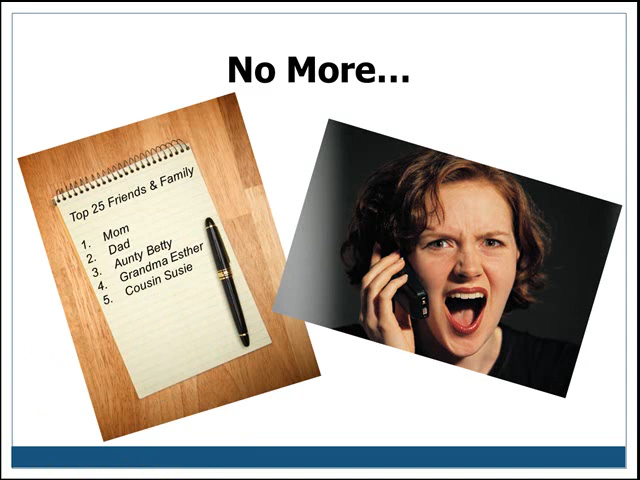 No More...
Top 25 Friends & Family
1. Mom
2. Dad
3. Aunty Betty
4. Grandma Esther
5. Cousin Susie